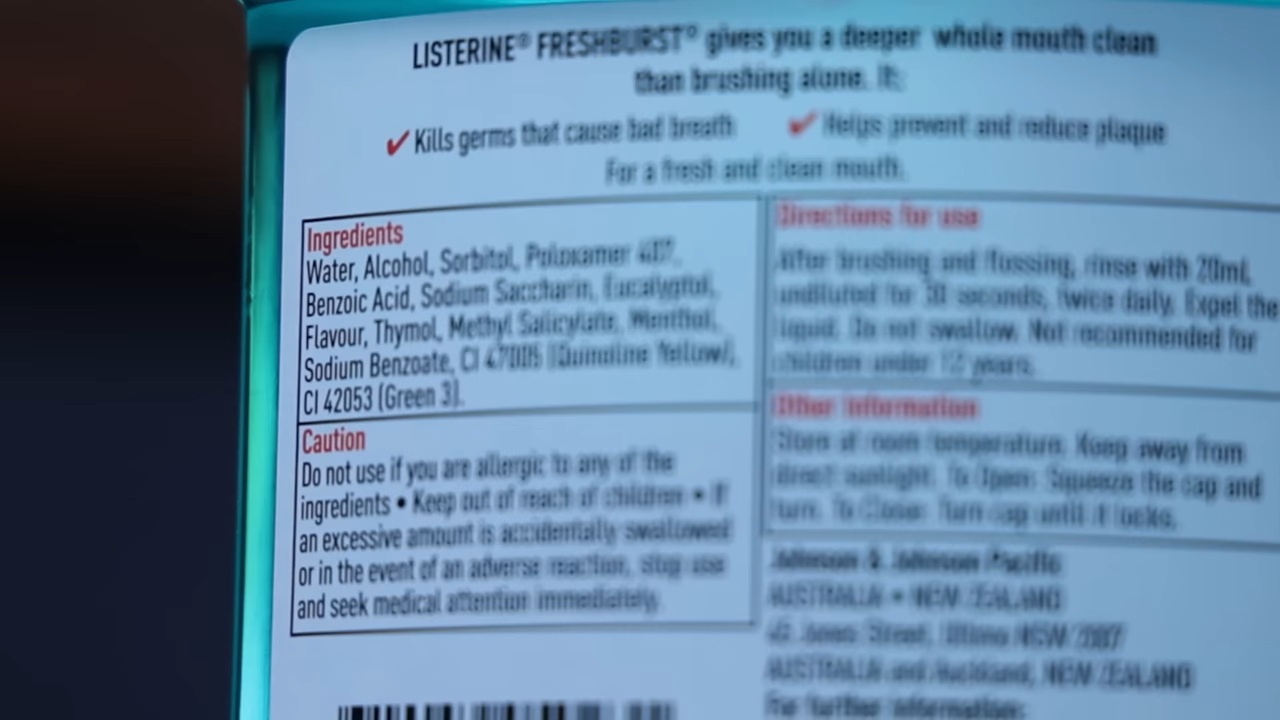 LISTERINE® FRESHBURST® gives you a deeper whole mouth clean
than brushing alone. It:
✔ Kills germs that cause bad breath
✔ Helps prevent and reduce plaque
For a fresh and clean mouth.
Ingredients
Water, Alcohol, Sorbitol, Poloxamer 407,
Benzoic Acid, Sodium Saccharin, Eucalyptol,
Flavour, Thymol, Methyl Salicylate, Menthol,
Sodium Benzoate, CI 47005 (Quinoline Yellow),
CI 42053 (Green 3).
Caution
Do not use if you are allergic to any of the
ingredients • Keep out of reach of children • If
an excessive amount is accidentally swallowed
or in the event of an adverse reaction, stop use
and seek medical attention immediately.
Directions for use
After brushing and flossing, rinse with 20mL
undiluted for 30 seconds, twice daily. Expel the
liquid. Do not swallow. Not recommended for
children under 12 years.
Other Information
Store at room temperature. Keep away from
direct sunlight. To Open: Squeeze the cap and
turn. To Close: Turn cap until it locks.
Johnson & Johnson Pacific
AUSTRALIA • NEW ZEALAND
Jones Street, Ultimo NSW 2007
AUSTRALIA and Auckland, NEW ZEALAND
For further information: